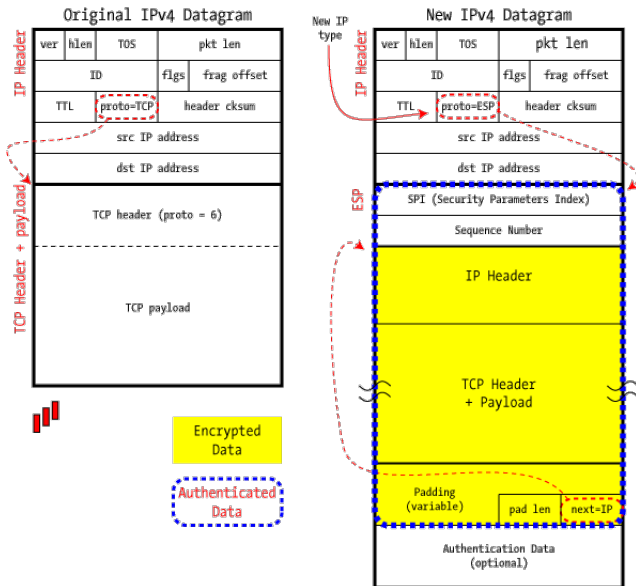 Original IPv4 Datagram
IP Header
ver hlem TOS pkt len
ID flgs frag offset
TTL proto=TCP header cksum
src IP address
dst IP address
TCP Header + payload
TCP header (proto = 6)
TCP payload
Encrypted
Data
Authenticated
Data
New IP
type
New IPv4 Datagram
IP Header
ver hlem TOS pkt len
ID flgs frag offset
TTL proto=ESP header cksum
src IP address
dst IP address
ESP
SPI (Security Parameters Index)
Sequence Number
IP Header
TCP Header
+ Payload
Padding
(variable)
pad len next=IP
Authentication Data
(optional)